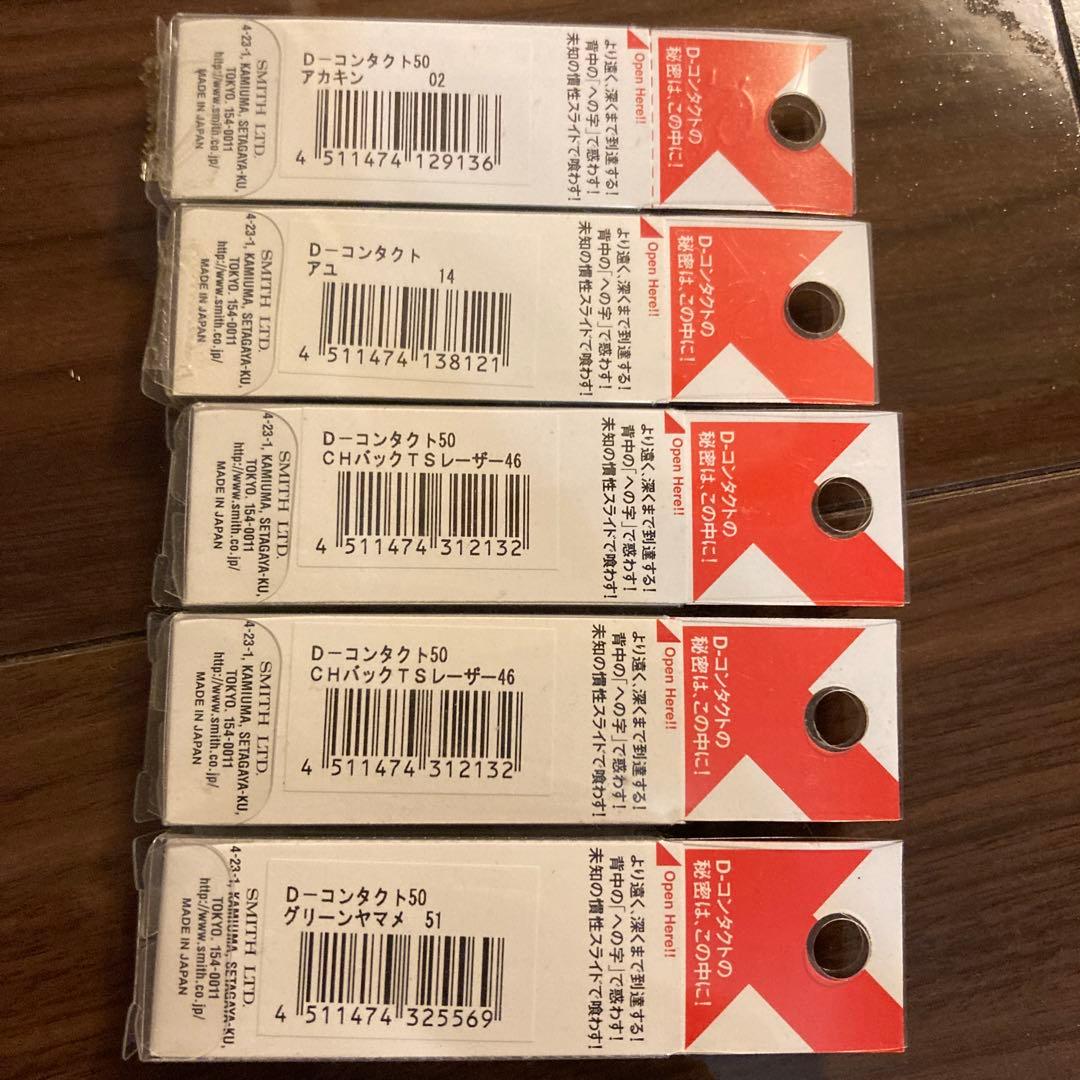 SMITH LTD.
4-23-1, KAMIUMA, SETAGAYA-KU,
TOKYO. 154-0011
http://www.smith.co.jp/
MADE IN JAPAN
D-コンタクト50
アカキン 02
4 511474 129136
より遠く、深くまで到達する!
背中の「への字」で惑わす!
未知の慣性スライドで喰わす!
Open Here!!
D-コンタクトの
秘密は、この中に!
SMITH LTD.
4-23-1, KAMIUMA, SETAGAYA-KU,
TOKYO. 154-0011
http://www.smith.co.jp/
MADE IN JAPAN
D-コンタクト
アユ 14
4 511474 138121
より遠く、深くまで到達する!
背中の「への字」で惑わす!
未知の慣性スライドで喰わす!
Open Here!!
D-コンタクトの
秘密は、この中に!
SMITH LTD.
4-23-1, KAMIUMA, SETAGAYA-KU,
TOKYO. 154-0011
http://www.smith.co.jp/
MADE IN JAPAN
D-コンタクト50
CHバックTSレーザー46
4 511474 312132
より遠く、深くまで到達する!
背中の「への字」で惑わす!
未知の慣性スライドで喰わす!
Open Here!!
D-コンタクトの
秘密は、この中に!
SMITH LTD.
4-23-1, KAMIUMA, SETAGAYA-KU,
TOKYO. 154-0011
http://www.smith.co.jp/
MADE IN JAPAN
D-コンタクト50
CHバックTSレーザー46
4 511474 312132
より遠く、深くまで到達する!
背中の「への字」で惑わす!
未知の慣性スライドで喰わす!
Open Here!!
D-コンタクトの
秘密は、この中に!
SMITH LTD.
4-23-1, KAMIUMA, SETAGAYA-KU,
TOKYO. 154-0011
http://www.smith.co.jp/
MADE IN JAPAN
D-コンタクト50
グリーンヤマメ 51
4 511474 325569
より遠く、深くまで到達する!
背中の「への字」で惑わす!
未知の慣性スライドで喰わす!
Open Here!!
D-コンタクトの
秘密は、この中に!